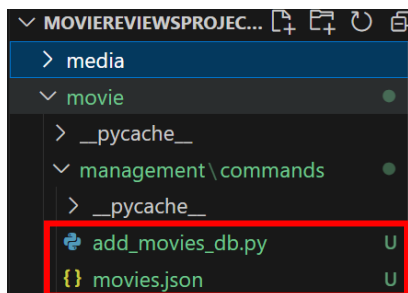 MOVIEREVIEWSPROJEC...
media
movie
__pycache__
management\commands
__pycache__
add_movies_db.py U
{} movies.json U